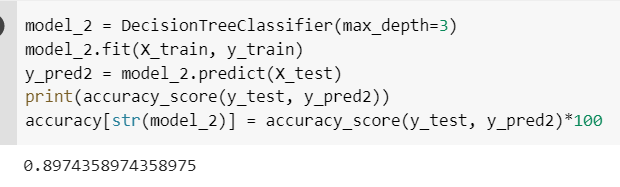 model_2 = DecisionTreeClassifier(max_depth=3)
model_2.fit(X_train, y_train)
y_pred2 = model_2.predict(X_test)
print(accuracy_score(y_test, y_pred2))
accuracy[str(model_2)] = accuracy_score(y_test, y_pred2)*100
0.8974358974358975